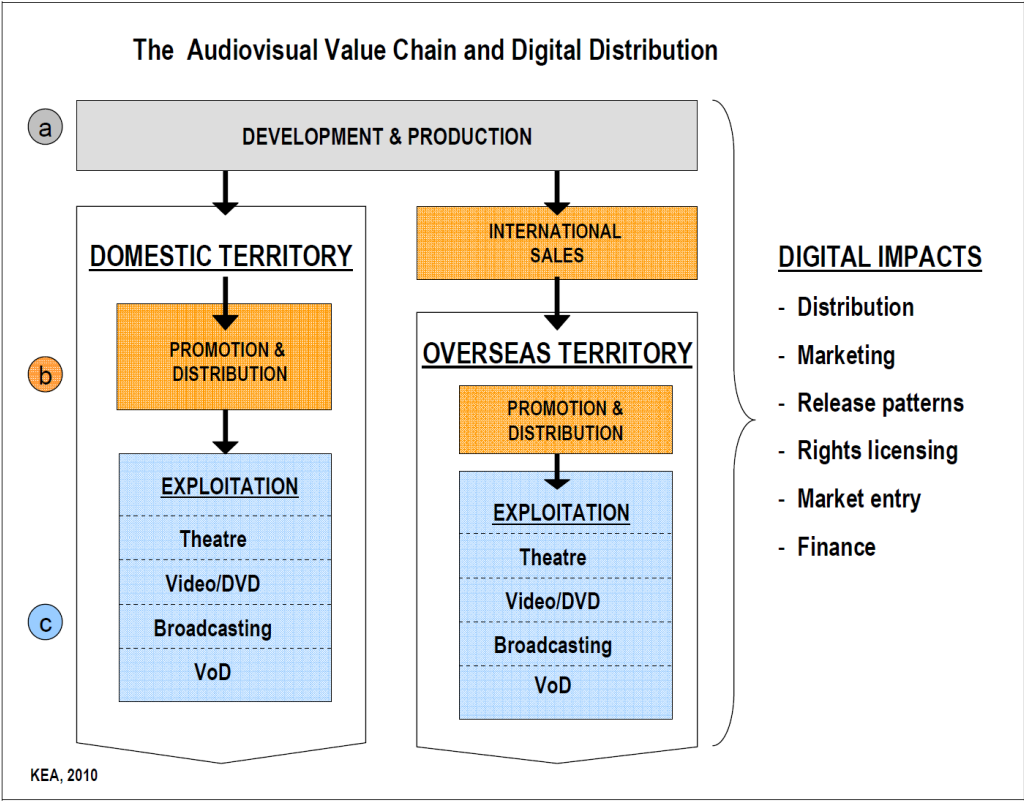 The Audiovisual Value Chain and Digital Distribution
a
DEVELOPMENT & PRODUCTION
DOMESTIC TERRITORY
b
PROMOTION &
DISTRIBUTION
EXPLOITATION
Theatre
Video/DVD
c
Broadcasting
VoD
INTERNATIONAL
SALES
OVERSEAS TERRITORY
PROMOTION &
DISTRIBUTION
EXPLOITATION
Theatre
Video/DVD
Broadcasting
VoD
DIGITAL IMPACTS
- Distribution
- Marketing
- Release patterns
- Rights licensing
- Market entry
- Finance
KEA, 2010